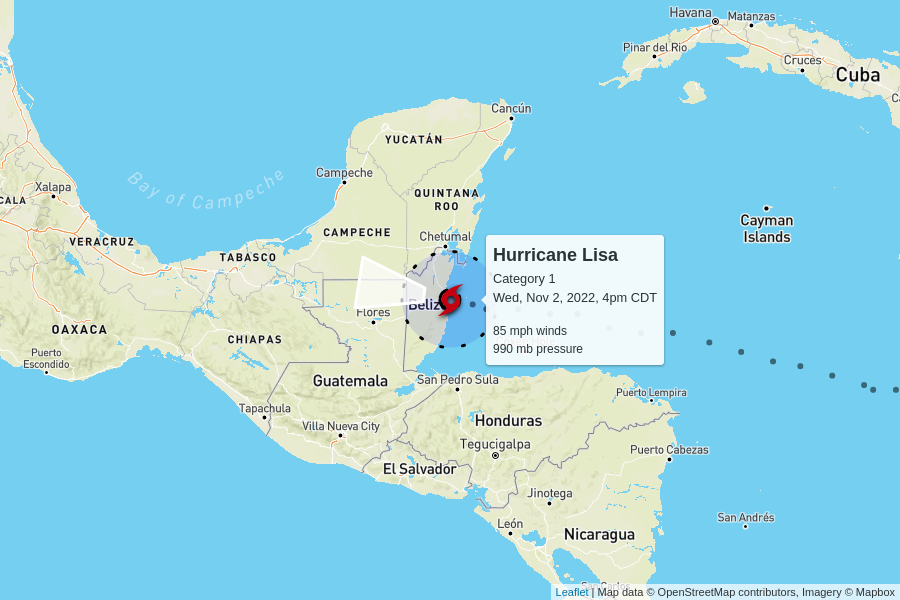 Havana
Matanzas
Pinar del Rio
Cruces
Cuba
Cancún
YUCATÁN
Campeche
Bay of Campeche
Xalapa
QUINTANA
ROO
CAMPECHE
Chetumal
Cayman
Islands
VERACRUZ
TABASCO
Hurricane Lisa
Category 1
Wed, Nov 2, 2022, 4pm CDT
85 mph winds
990 mb pressure
Flores
OAXACA
CHIAPAS
Puerto
Escondido
Guatemala
San Pedro Sula
Puerto Lempira
Tapachula
Villa Nueva City
Honduras
Tegucigalpa
Puerto Cabezas
El Salvador
Jinotega
San Andrés
León
Nicaragua
Leaflet | Map data © OpenStreetMap contributors, Imagery © Mapbox